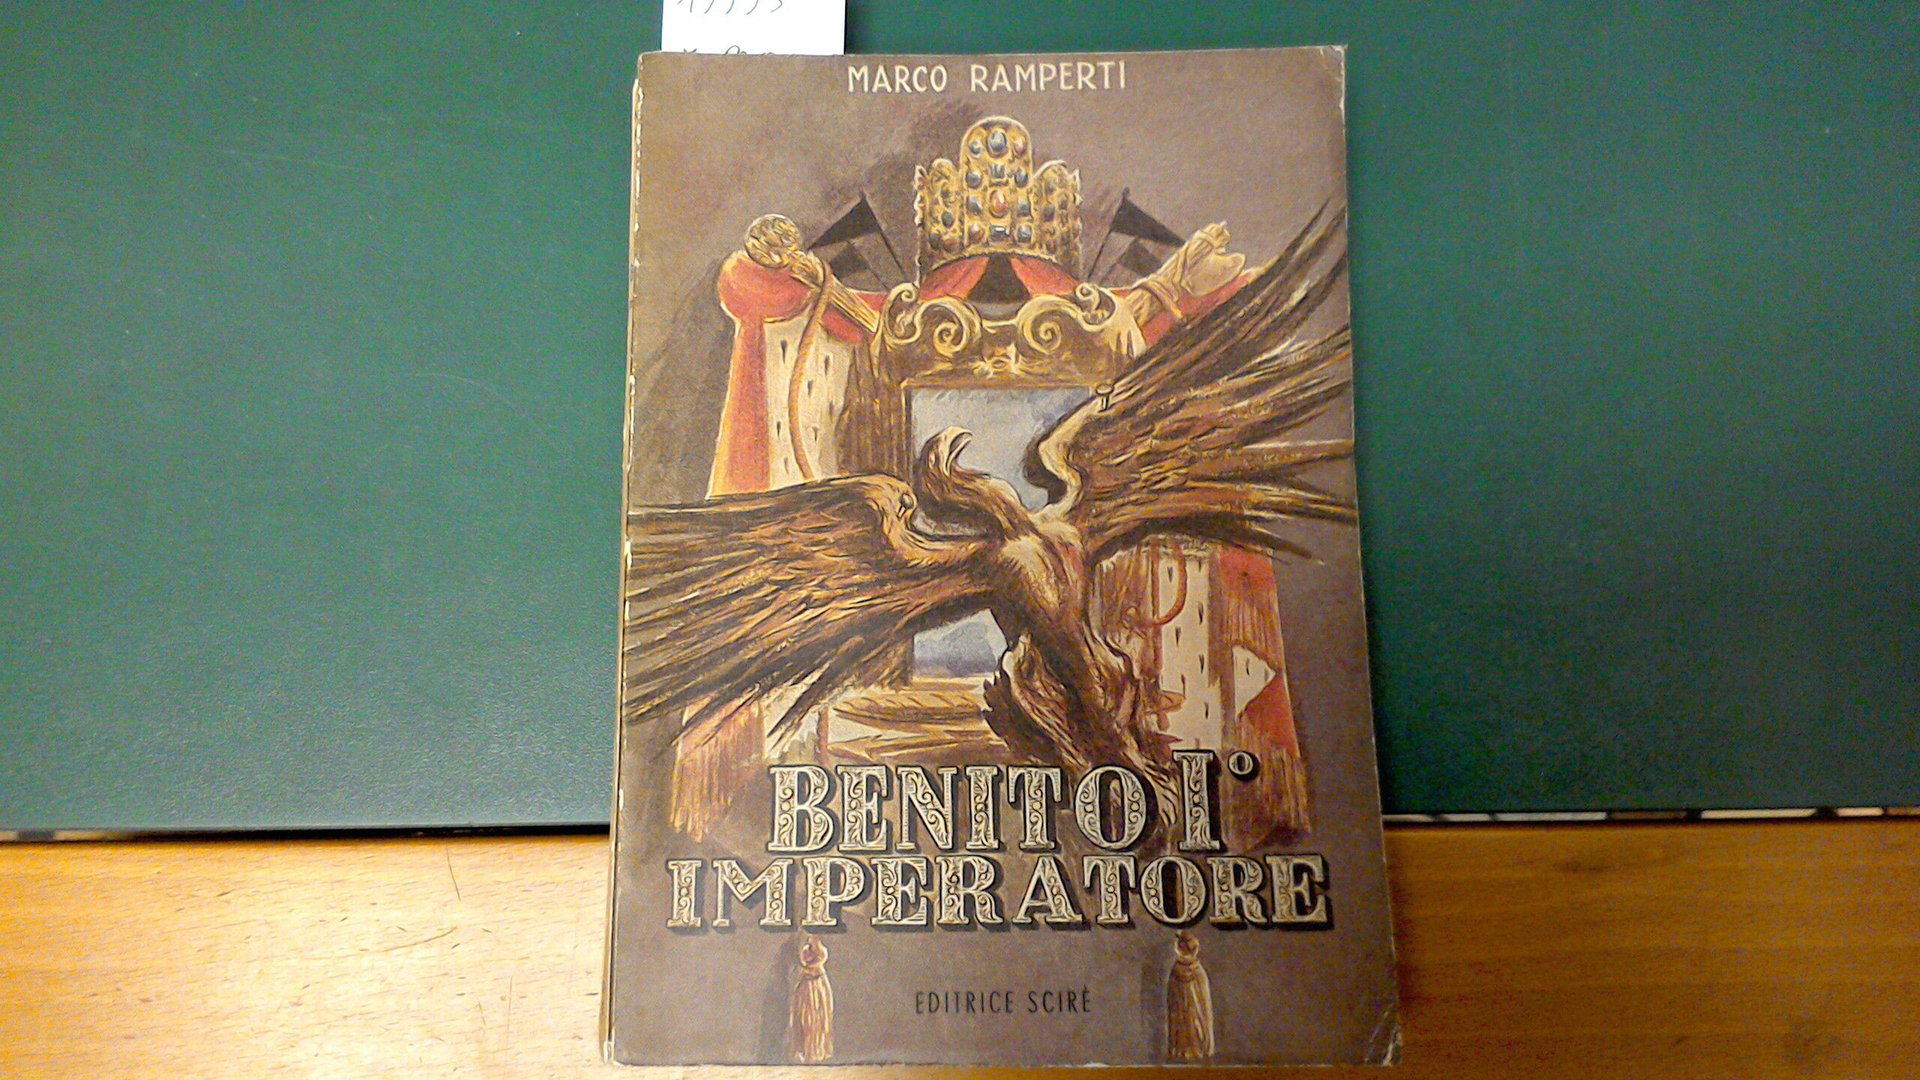 MARCO RAMPERTI
BENITO I°
IMPERATORE
EDITRICE SCIRÈ